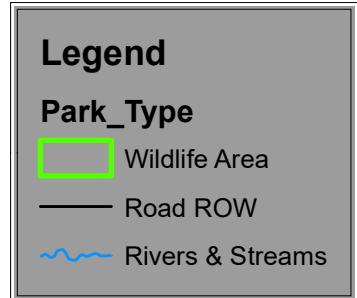 Legend
Park_Type
Wildlife Area
Road ROW
Rivers & Streams